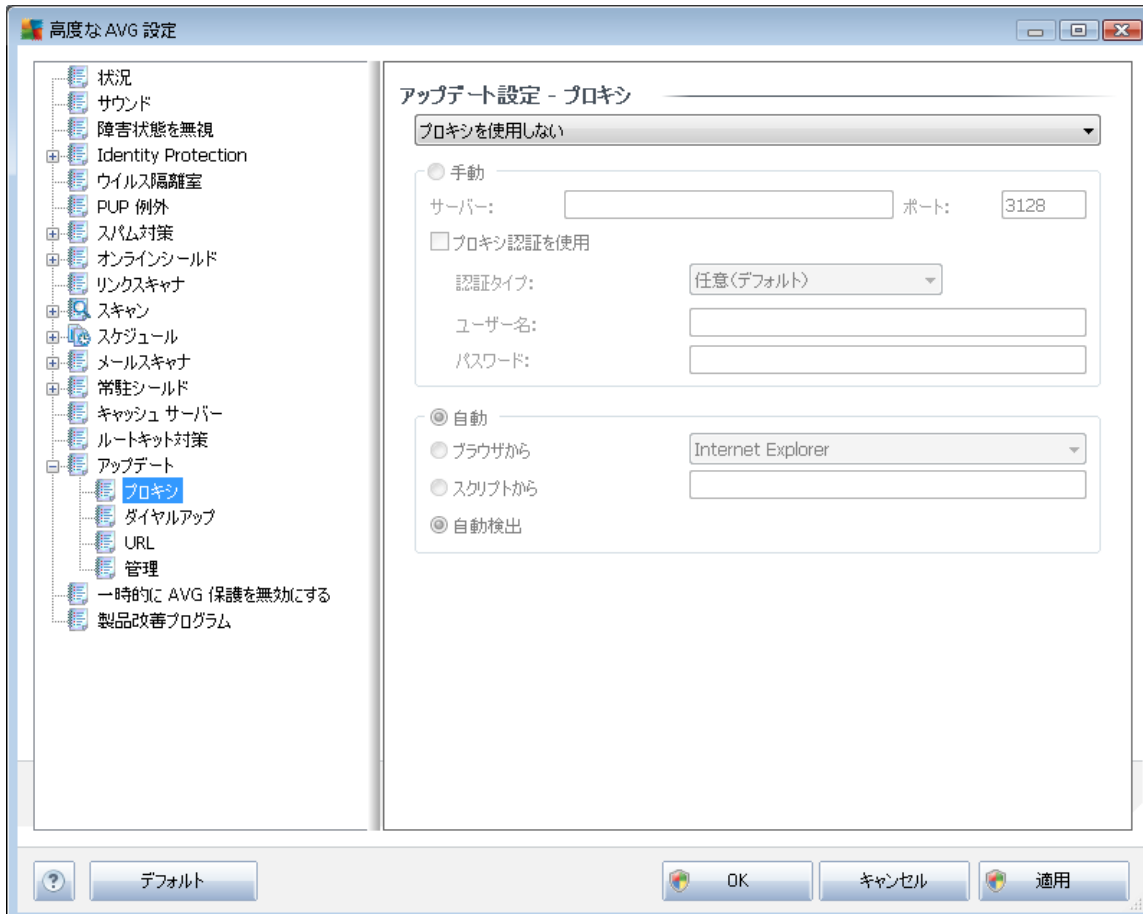 高度な AVG 設定
状況
サウンド
障害状態を無視
Identity Protection
ウイルス隔離室
PUP 例外
スパム対策
オンラインシールド
リンクスキャナ
スキャン
スケジュール
メールスキャナ
常駐シールド
キャッシュ サーバー
ルートキット対策
アップデート
プロキシ
ダイヤルアップ
URL
管理
一時的に AVG 保護を無効にする
製品改善プログラム
アップデート設定 - プロキシ
プロキシを使用しない
手動
サーバー: ポート: 3128
プロキシ認証を使用
認証タイプ: 任意(デフォルト)
ユーザー名:
パスワード:
自動
ブラウザから Internet Explorer
スクリプトから
自動検出
? デフォルト OK キャンセル 適用